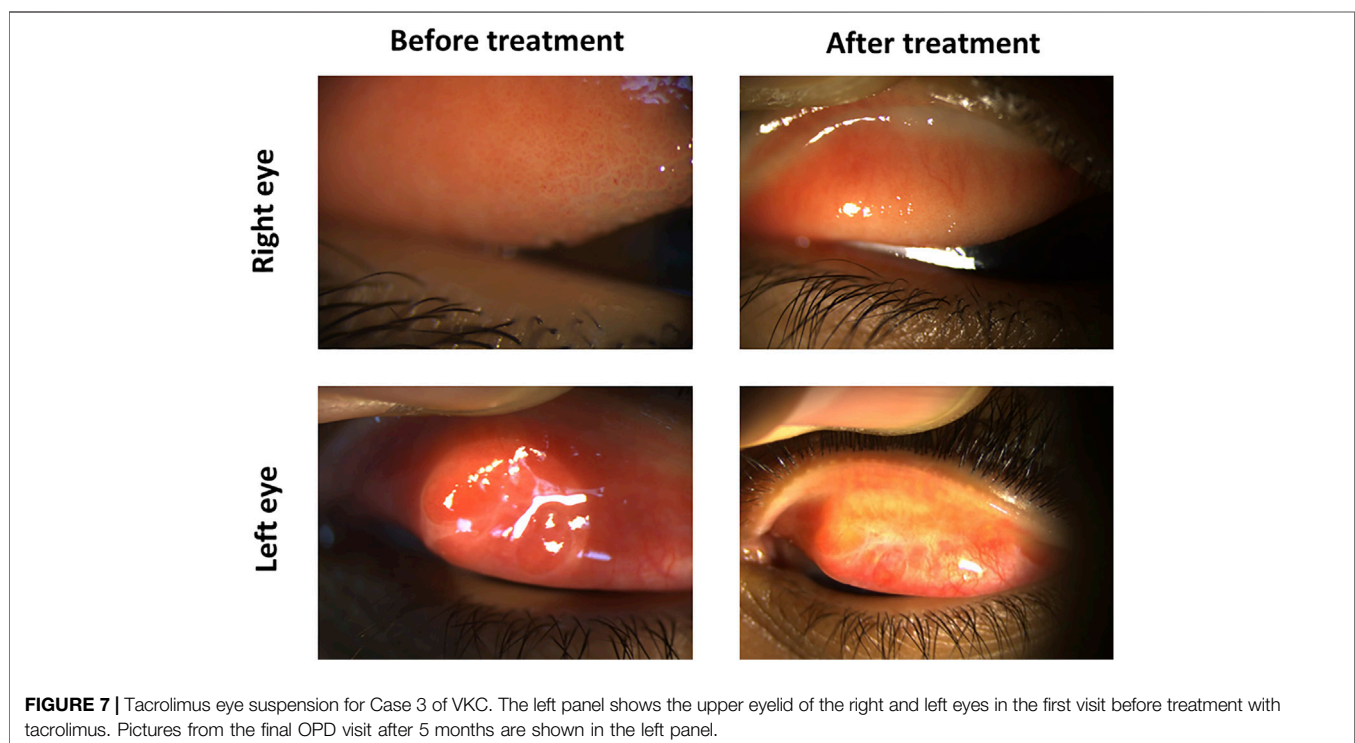 Before treatment
After treatment
Right eye
Left eye
FIGURE 7 | Tacrolimus eye suspension for Case 3 of VKC. The left panel shows the upper eyelid of the right and left eyes in the first visit before treatment with
tacrolimus. Pictures from the final OPD visit after 5 months are shown in the left panel.